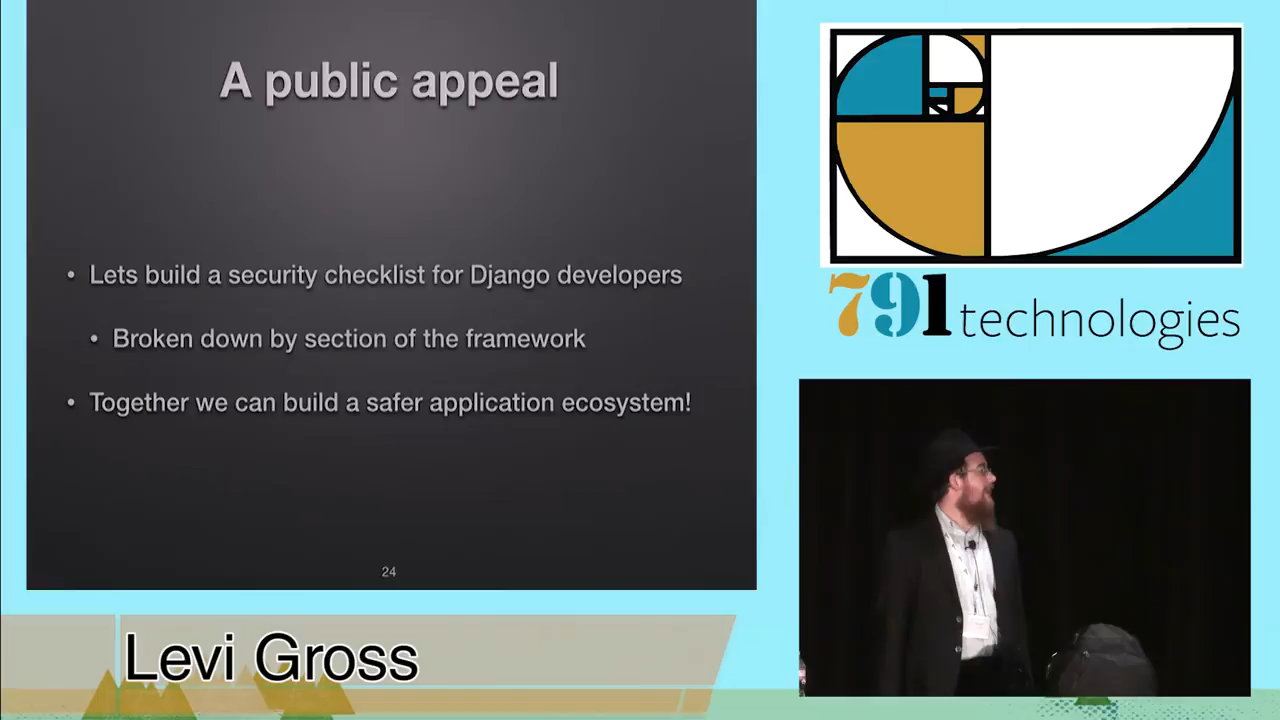 A public appeal
• Lets build a security checklist for Django developers
• Broken down by section of the framework
• Together we can build a safer application ecosystem!
24
791 technologies
Levi Gross